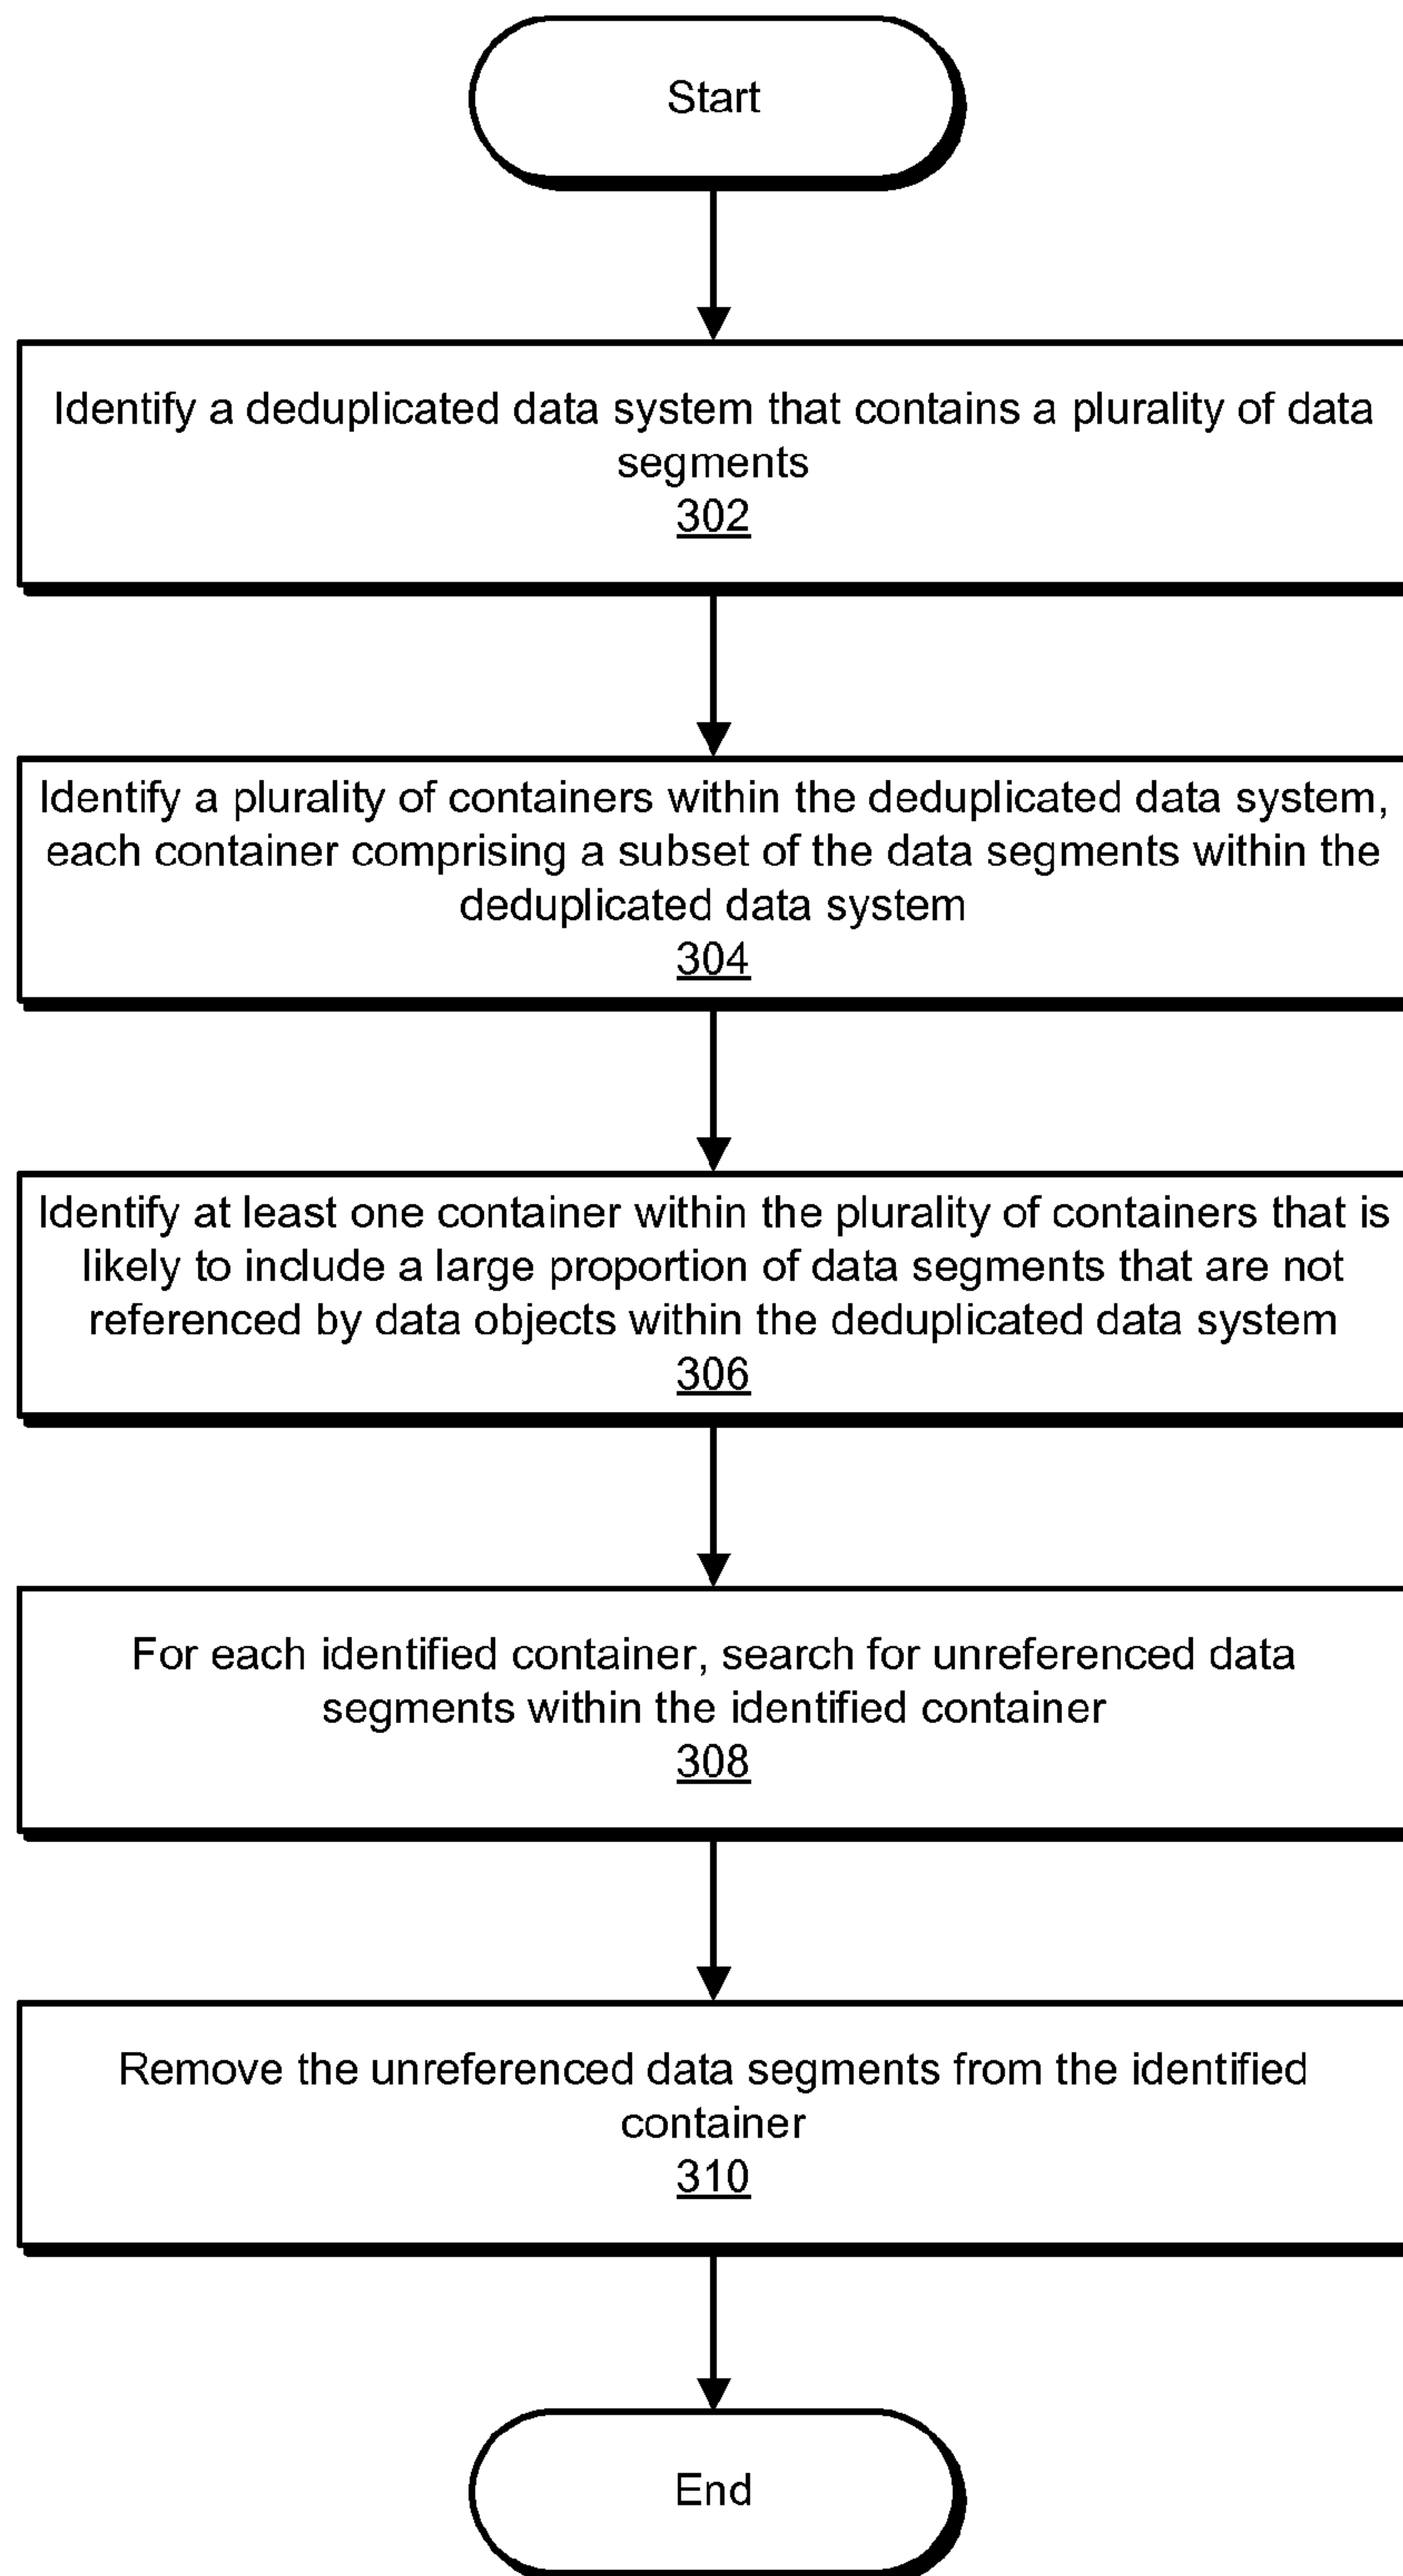 Start
Identify a deduplicated data system that contains a plurality of data
segments
302
Identify a plurality of containers within the deduplicated data system,
each container comprising a subset of the data segments within the
deduplicated data system
304
Identify at least one container within the plurality of containers that is
likely to include a large proportion of data segments that are not
referenced by data objects within the deduplicated data system
306
For each identified container, search for unreferenced data
segments within the identified container
308
Remove the unreferenced data segments from the identified
container
310
End